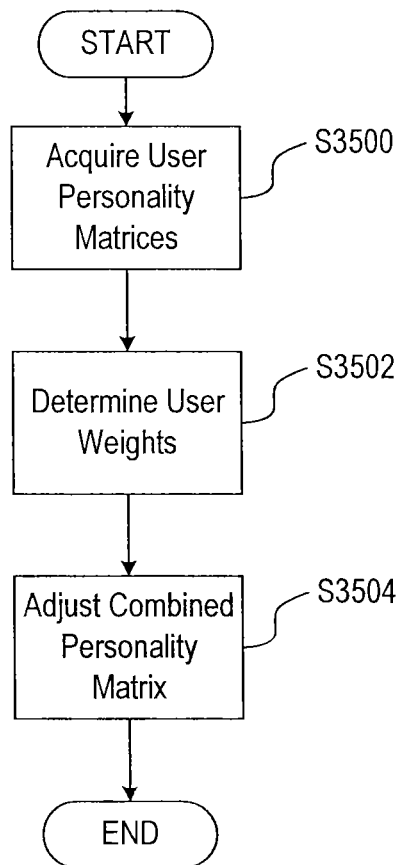 START
Acquire User
Personality
Matrices
S3500
Determine User
Weights
S3502
Adjust Combined
Personality
Matrix
S3504
END